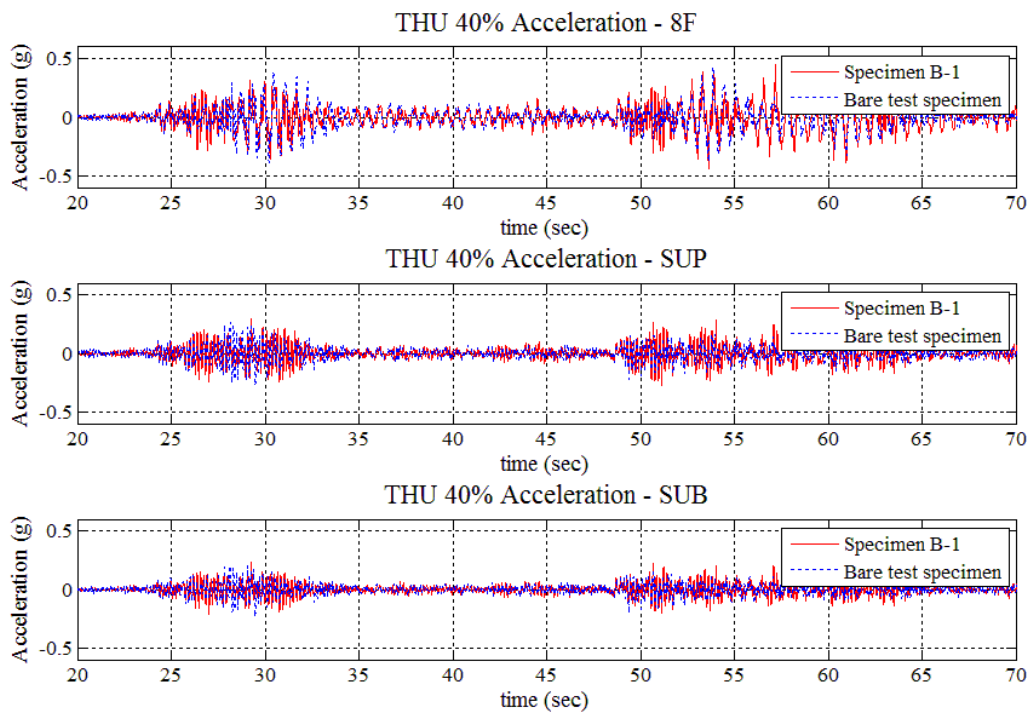 THU 40% Acceleration - 8F
Acceleration (g)
0.5
0
-0.5
Specimen B-1
Bare test specimen
20 25 30 35 40 45 50 55 60 65 70
time (sec)
THU 40% Acceleration - SUP
Acceleration (g)
0.5
0
-0.5
Specimen B-1
Bare test specimen
20 25 30 35 40 45 50 55 60 65 70
time (sec)
THU 40% Acceleration - SUB
Acceleration (g)
0.5
0
-0.5
Specimen B-1
Bare test specimen
20 25 30 35 40 45 50 55 60 65 70
time (sec)